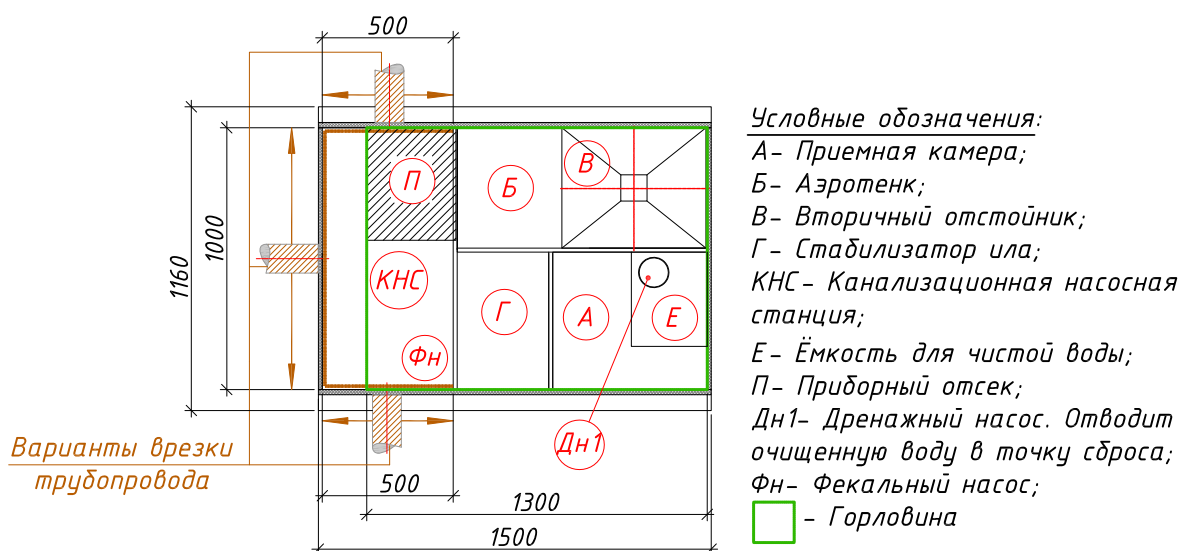 500
Условные обозначения:
А- Приемная камера;
Б- Аэротенк;
В- Вторичный отстойник;
Г- Стабилизатор ила;
КНС- Канализационная насосная
станция;
Е- Ёмкость для чистой воды;
П- Приборный отсек;
Дн1- Дренажный насос. Отводит
очищенную воду в точку сброса;
Фн- Фекальный насос;
- Горловина
1160
1000
П
Б
В
КНС
Г
А
Е
Фн
Дн1
Варианты врезки
трубопровода
500
1300
1500